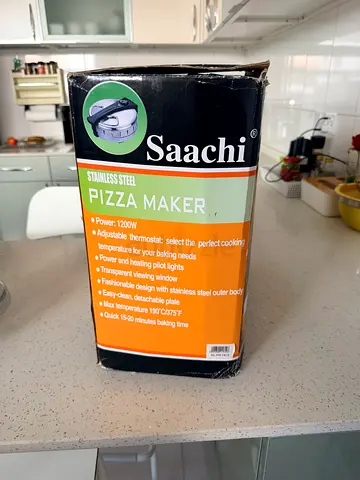 Saachi®
STAINLESS STEEL
PIZZA MAKER
• Power: 1200W
• Adjustable thermostat: select the perfect cooking
temperature for your baking needs
• Power and heating pilot lights
• Transparent viewing window
• Fashionable design with stainless steel outer body
• Easy-clean, detachable plate
• Max temperature 190°C/375°F
• Quick 15-20 minutes baking time